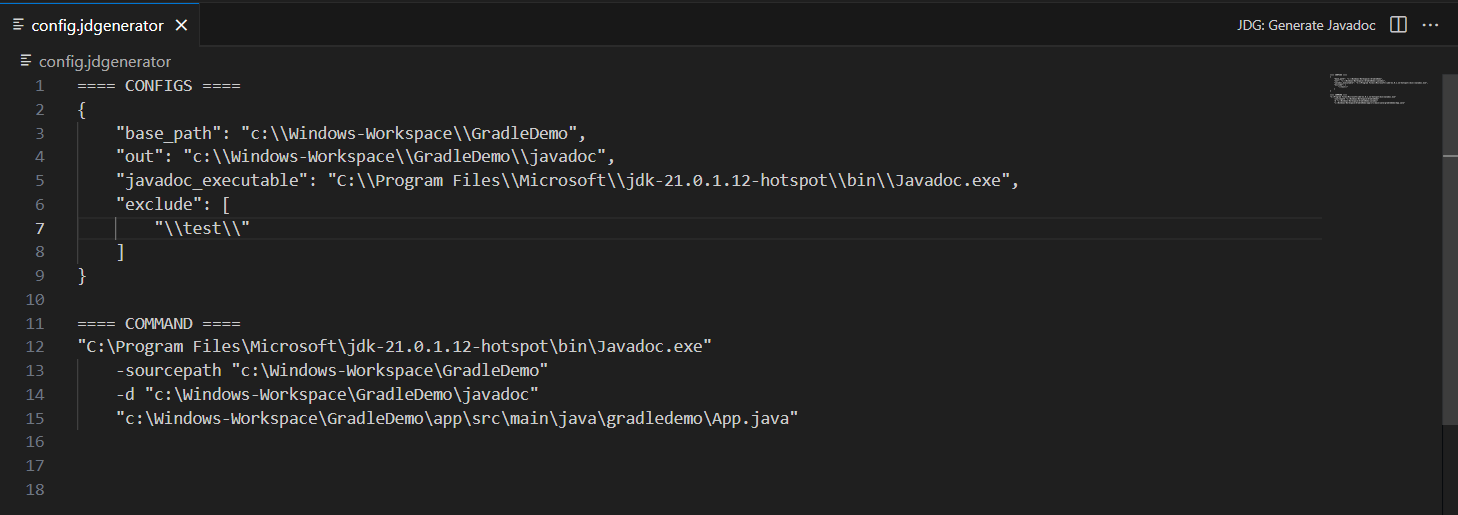 config.jdgenerator
JDG: Generate Javadoc
config.jdgenerator
1 ==== CONFIGS ====
2 {
3     "base_path": "c:\\Windows-Workspace\\GradleDemo",
4     "out": "c:\\Windows-Workspace\\GradleDemo\\javadoc",
5     "javadoc_executable": "C:\\Program Files\\Microsoft\\jdk-21.0.1.12-hotspot\\bin\\Javadoc.exe",
6     "exclude": [
7         "\\test\\"
8     ]
9 }
10
11 ==== COMMAND ====
12 "C:\Program Files\Microsoft\jdk-21.0.1.12-hotspot\bin\Javadoc.exe"
13     -sourcepath "c:\Windows-Workspace\GradleDemo"
14     -d "c:\Windows-Workspace\GradleDemo\javadoc"
15     "c:\Windows-Workspace\GradleDemo\app\src\main\java\gradledemo\App.java"
16
17
18